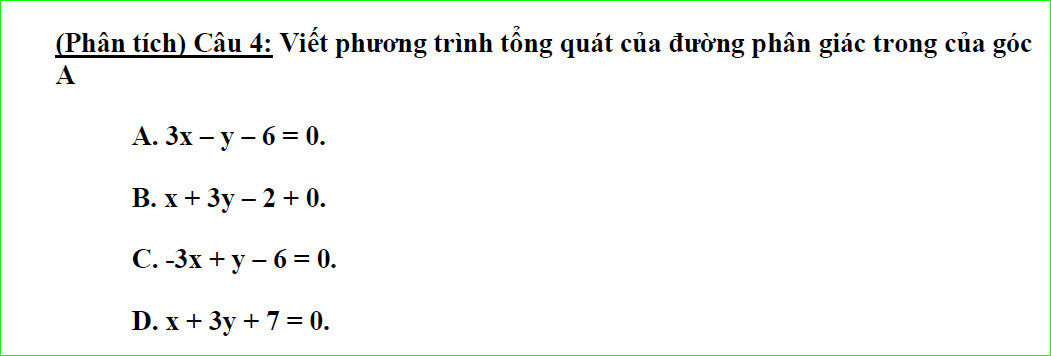 (Phân tích) Câu 4: Viết phương trình tổng quát của đường phân giác trong của góc
A
A. 3x – y – 6 = 0.
B. x + 3y – 2 + 0.
C. -3x + y – 6 = 0.
D. x + 3y + 7 = 0.